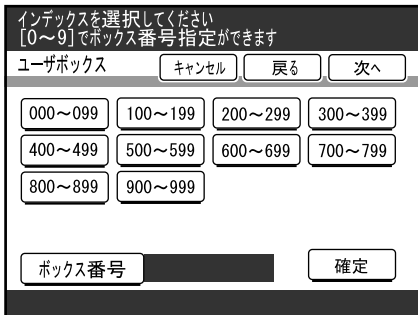 インデックスを選択してください
[0～9]でボックス番号指定ができます
ユーザボックス キャンセル 戻る 次へ
000～099 100～199 200～299 300～399
400～499 500～599 600～699 700～799
800～899 900～999
ボックス番号 確定